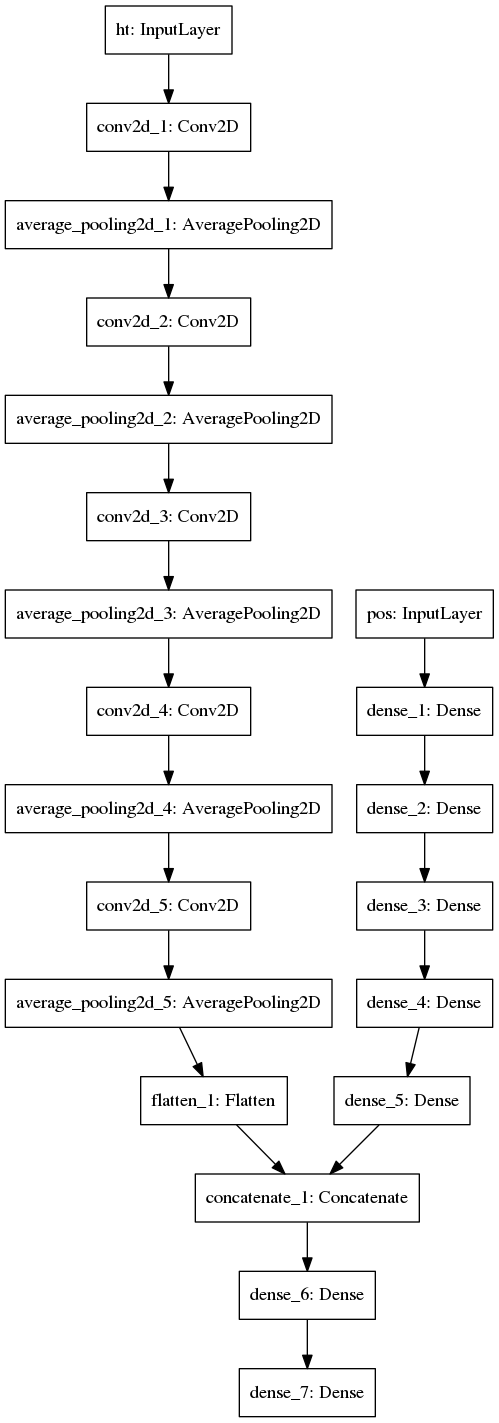 ht: InputLayer
conv2d_1: Conv2D
average_pooling2d_1: AveragePooling2D
conv2d_2: Conv2D
average_pooling2d_2: AveragePooling2D
conv2d_3: Conv2D
average_pooling2d_3: AveragePooling2D
pos: InputLayer
conv2d_4: Conv2D
dense_1: Dense
average_pooling2d_4: AveragePooling2D
dense_2: Dense
conv2d_5: Conv2D
dense_3: Dense
average_pooling2d_5: AveragePooling2D
dense_4: Dense
flatten_1: Flatten
dense_5: Dense
concatenate_1: Concatenate
dense_6: Dense
dense_7: Dense